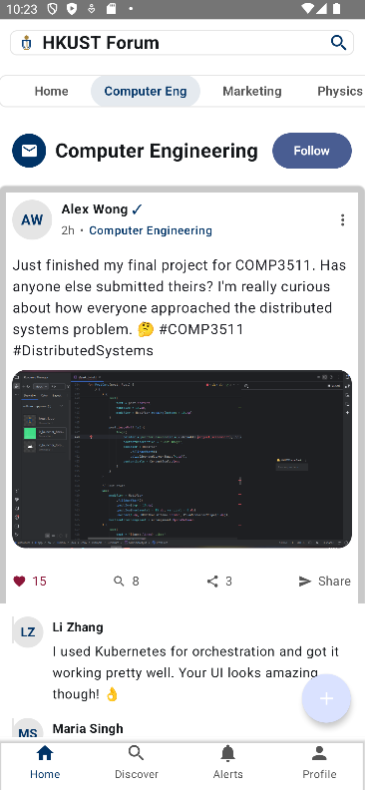 10:23
HKUST Forum
Home Computer Eng Marketing Physics
Computer Engineering Follow
AW Alex Wong ✓
2h • Computer Engineering
Just finished my final project for COMP3511. Has
anyone else submitted theirs? I'm really curious
about how everyone approached the distributed
systems problem. 🤔 #COMP3511
#DistributedSystems
15 8 3 Share
LZ Li Zhang
I used Kubernetes for orchestration and got it
working pretty well. Your UI looks amazing
though! 👌
MS Maria Singh
Home Discover Alerts Profile